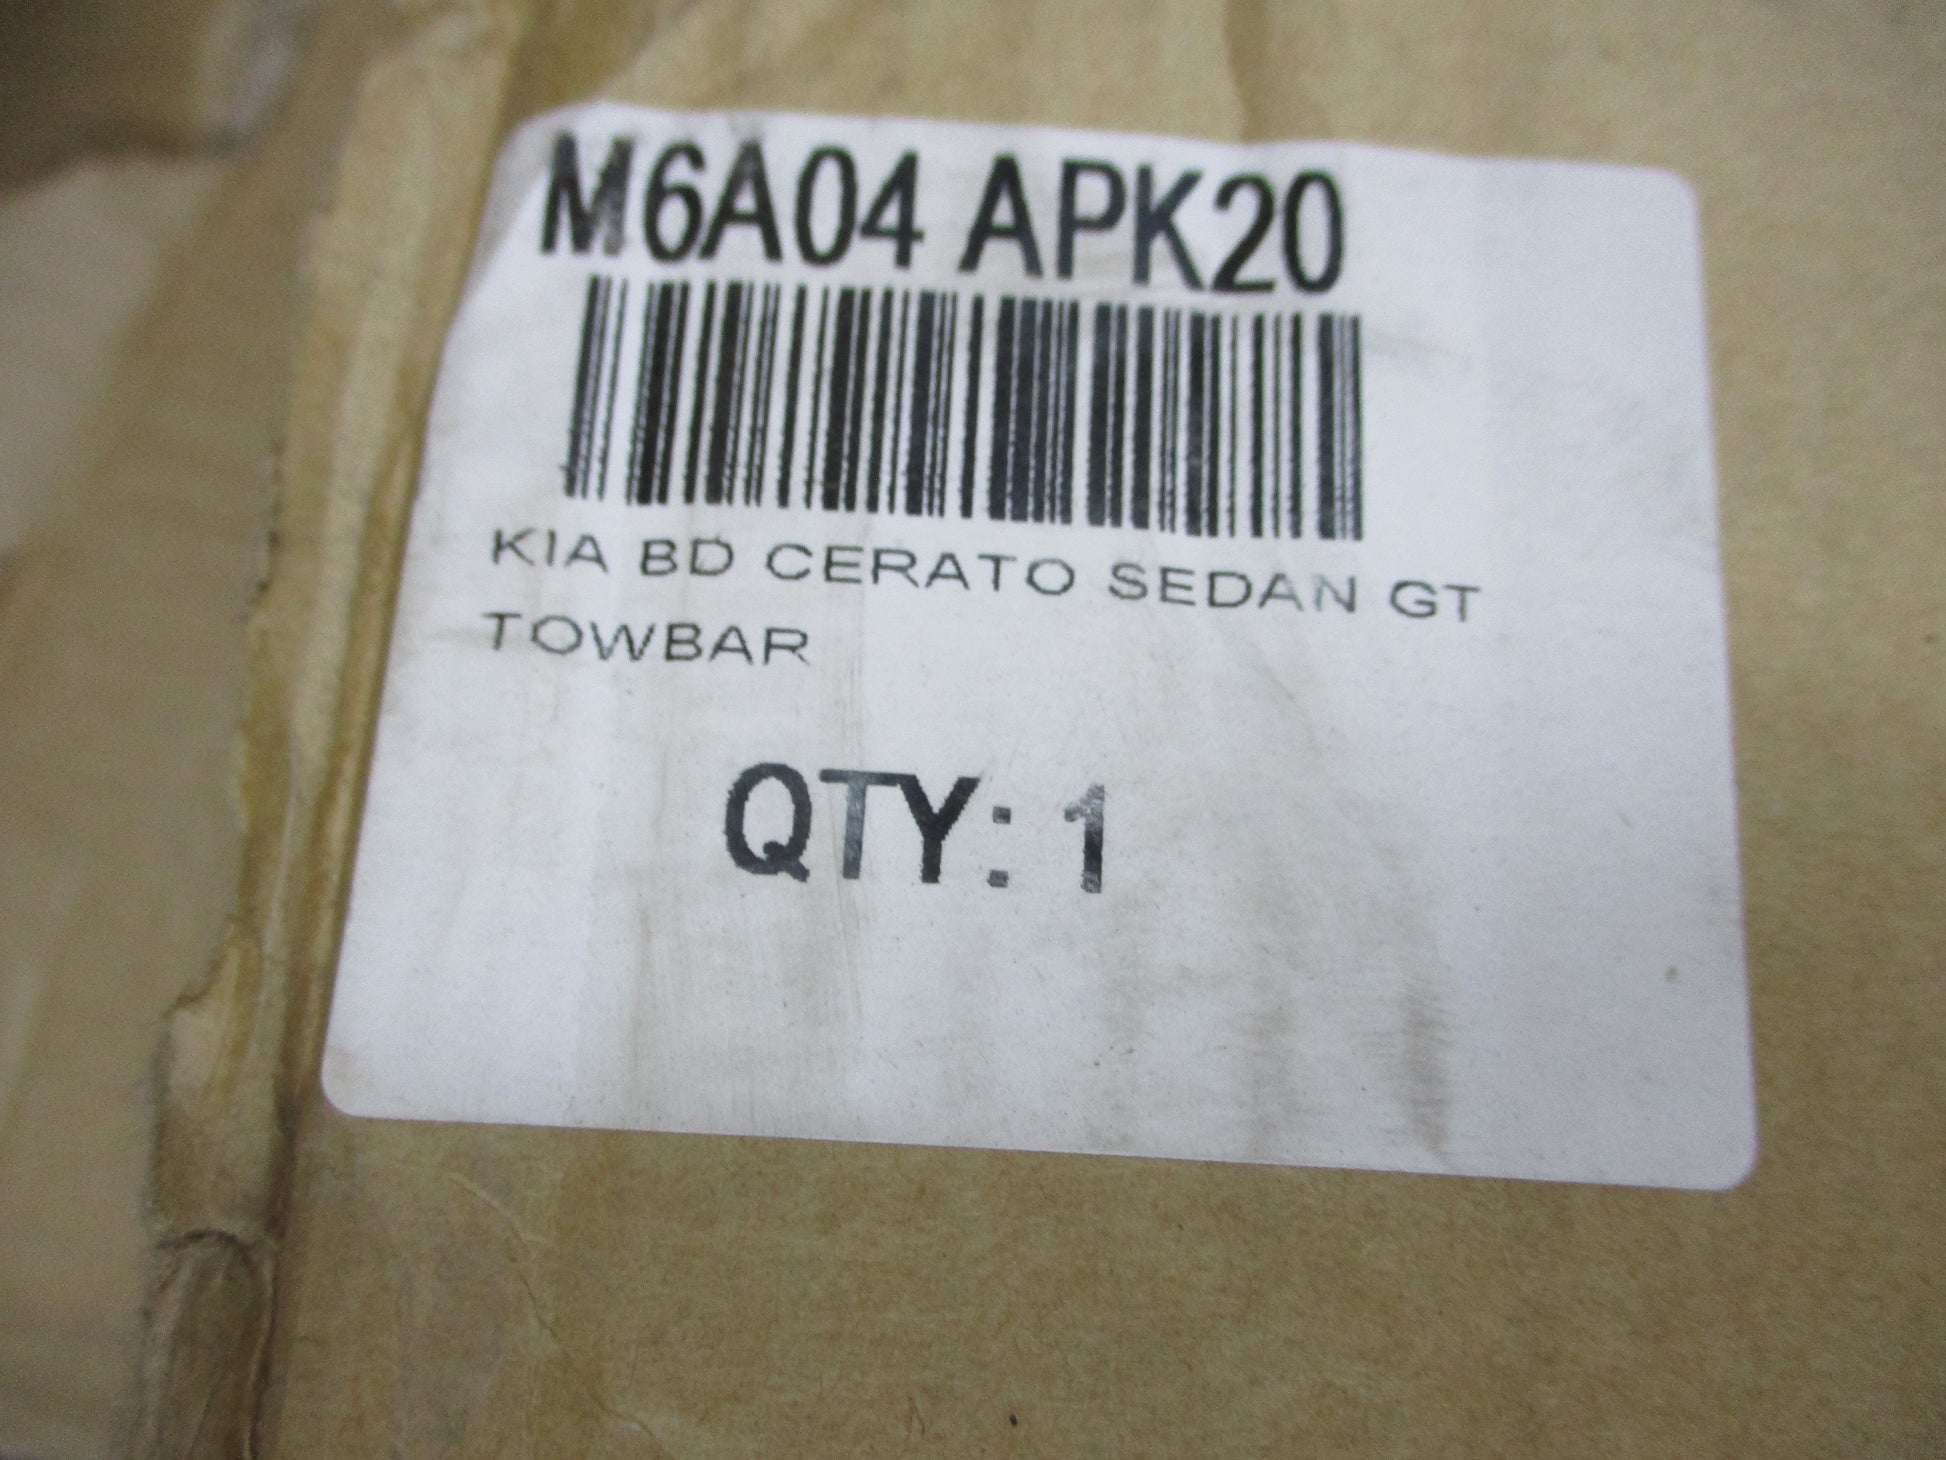 M6A04 APK20
KIA BD CERATO SEDAN GT
TOWBAR
QTY: 1